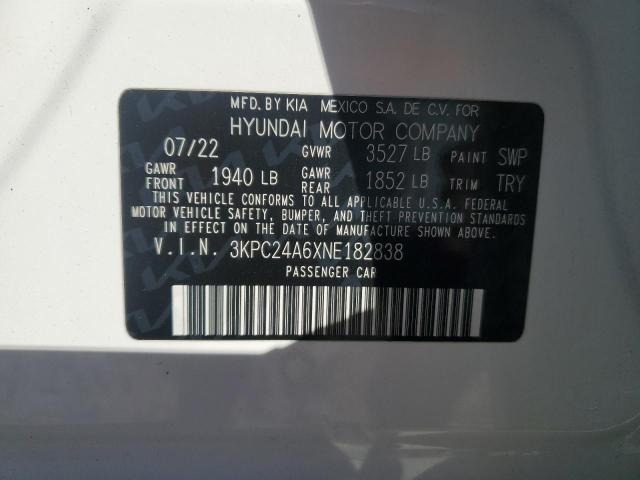 MFD. BY KIA MEXICO S.A. DE C.V. FOR
HYUNDAI MOTOR COMPANY
07/22 GVWR 3527 LB PAINT SWP
GAWR FRONT 1940 LB GAWR REAR 1852 LB TRIM TRY
THIS VEHICLE CONFORMS TO ALL APPLICABLE U.S.A. FEDERAL
MOTOR VEHICLE SAFETY, BUMPER, AND THEFT PREVENTION STANDARDS
IN EFFECT ON THE DATE OF MANUFACTURE SHOWN ABOVE.
V.I.N. 3KPC24A6XNE182838
PASSENGER CAR